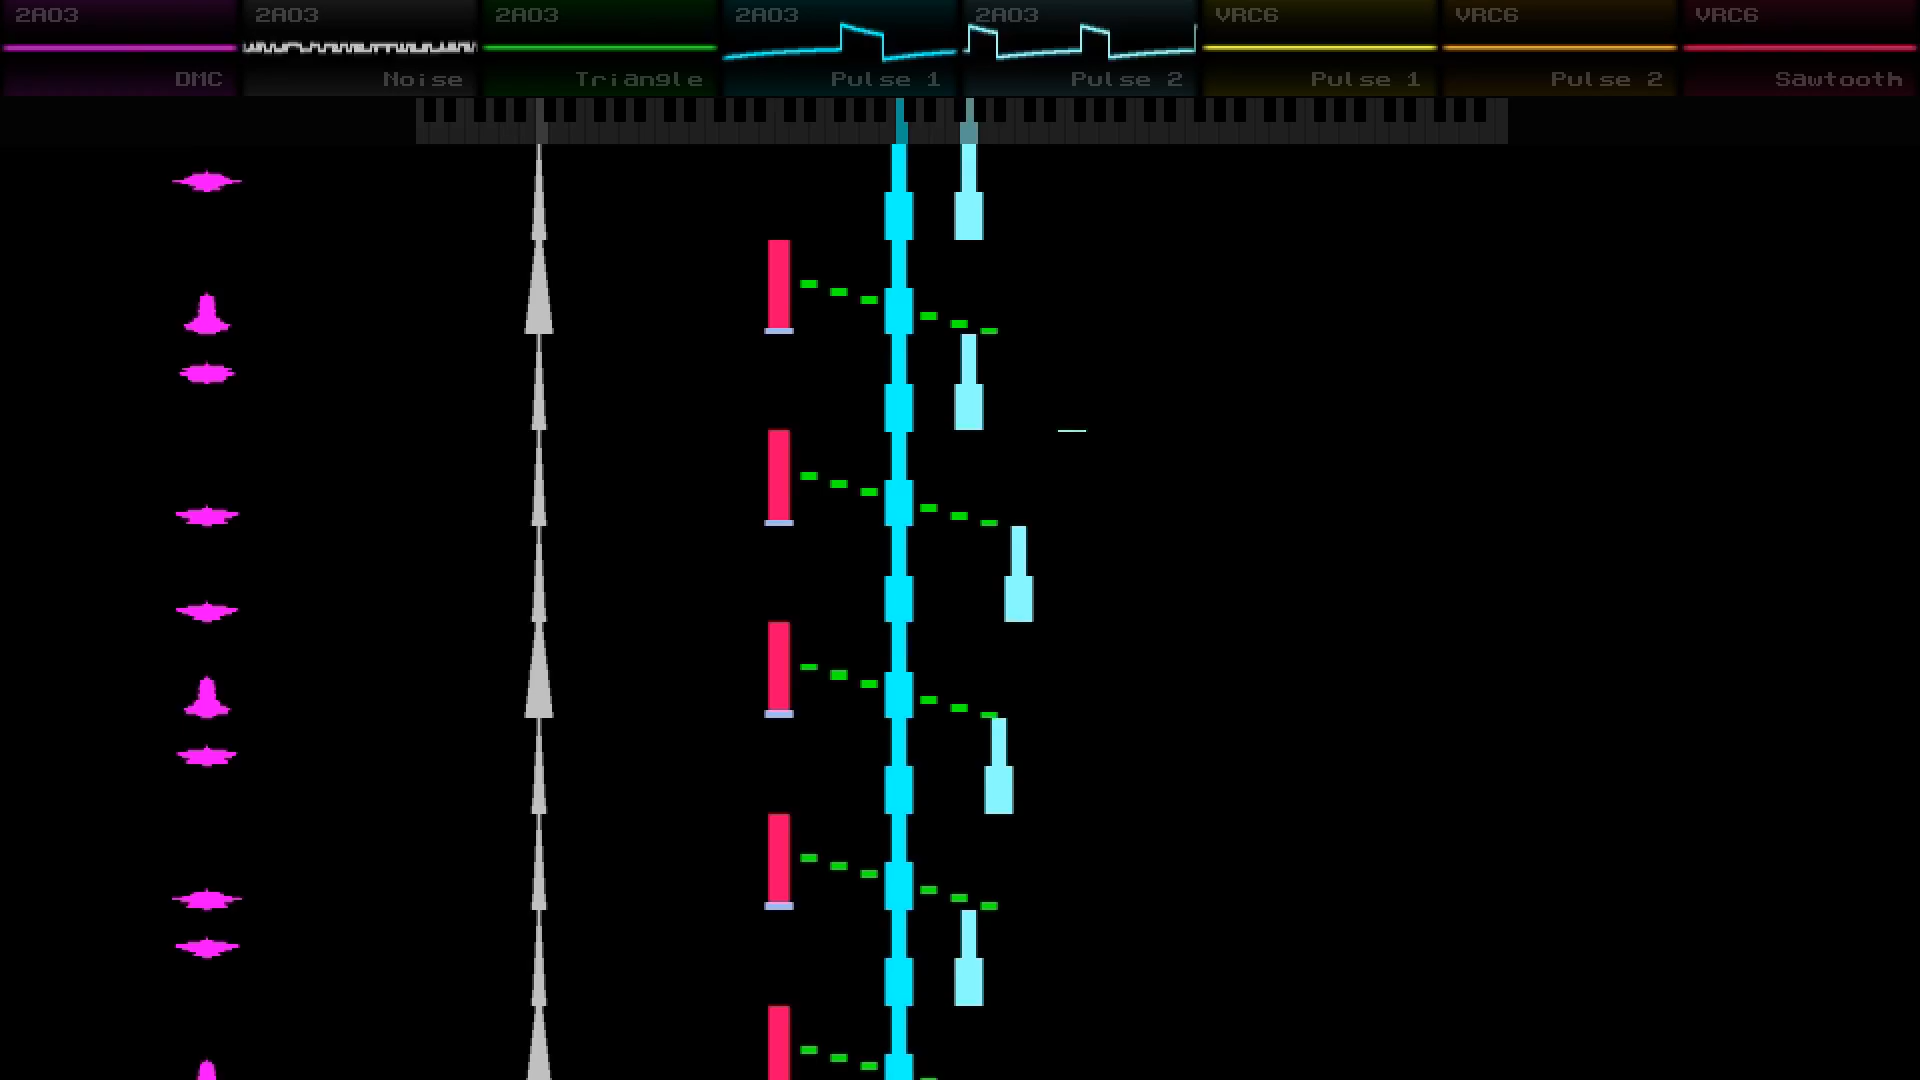 2A03 2A03 2A03 2A03 2A03 VRC6 VRC6 VRC6
DMC Noise Triangle Pulse 1 Pulse 2 Pulse 1 Pulse 2 Sawtooth